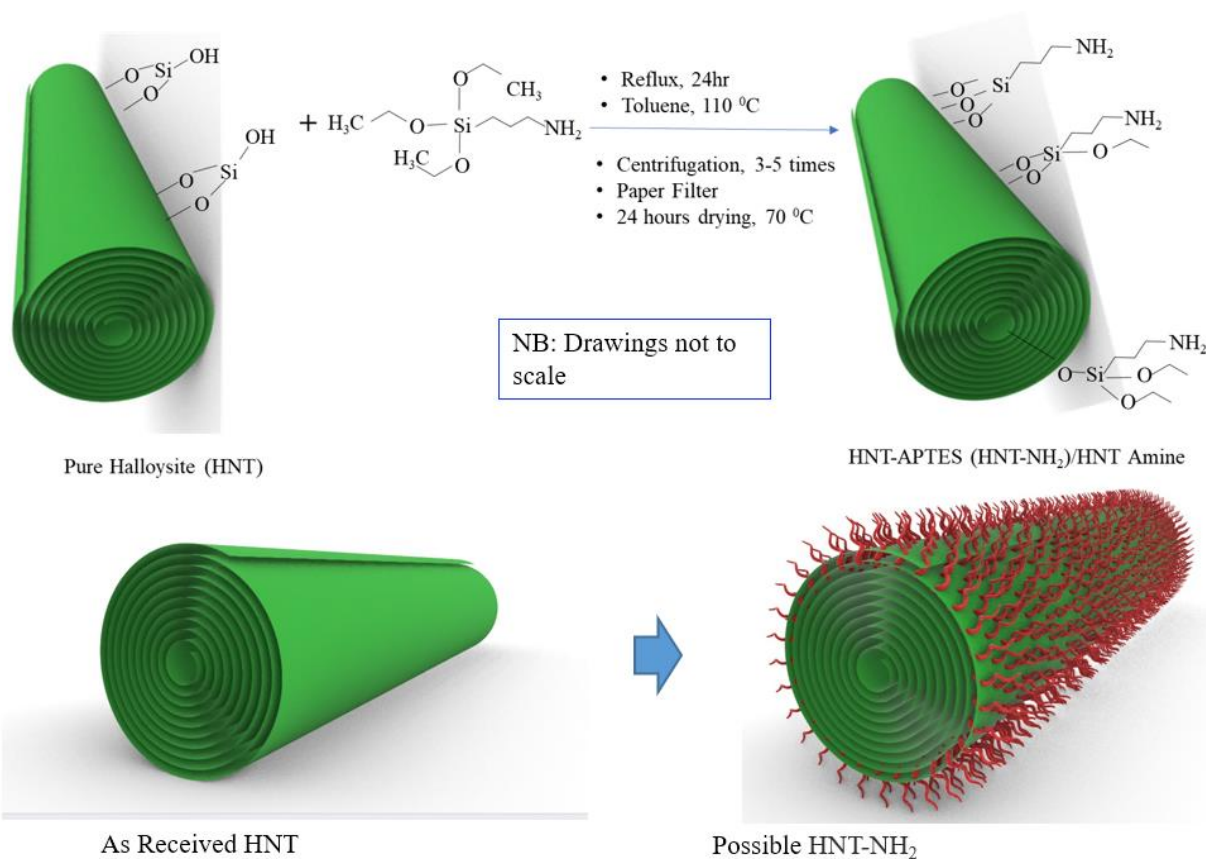 OH
Si
O
O
OH
Si
O
O
+
O
CH₃
H₃C
O
Si
NH₂
H₃C
O
• Reflux, 24hr
• Toluene, 110 ⁰C
• Centrifugation, 3-5 times
• Paper Filter
• 24 hours drying, 70 ⁰C
NH₂
O
O
Si
O
NH₂
O
Si
O
O
NH₂
O
Si
O
O
NB: Drawings not to
scale
Pure Halloysite (HNT)
HNT-APTES (HNT-NH₂)/HNT Amine
As Received HNT
Possible HNT-NH₂